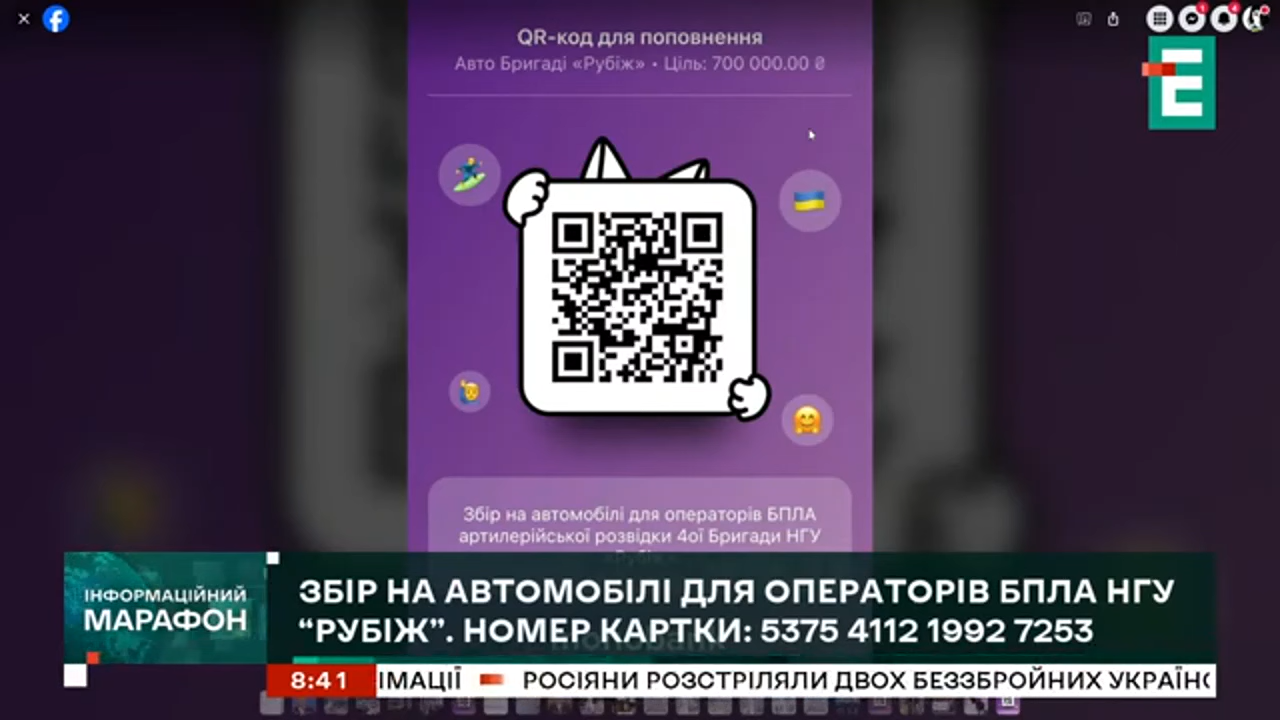 QR-код для поповнення
Авто Бригаді «Рубіж» • Ціль: 700 000.00 ₴
Е
Збір на автомобілі для операторів БПЛА
артилерійської розвідки 4ої Бригади НГУ
ІНФОРМАЦІЙНИЙ
МАРАФОН
ЗБІР НА АВТОМОБІЛІ ДЛЯ ОПЕРАТОРІВ БПЛА НГУ
“РУБІЖ”. НОМЕР КАРТКИ: 5375 4112 1992 7253
8:41
ІМАЦІЇ РОСІЯНИ РОЗСТРІЛЯЛИ ДВОХ БЕЗЗБРОЙНИХ УКРАЇН